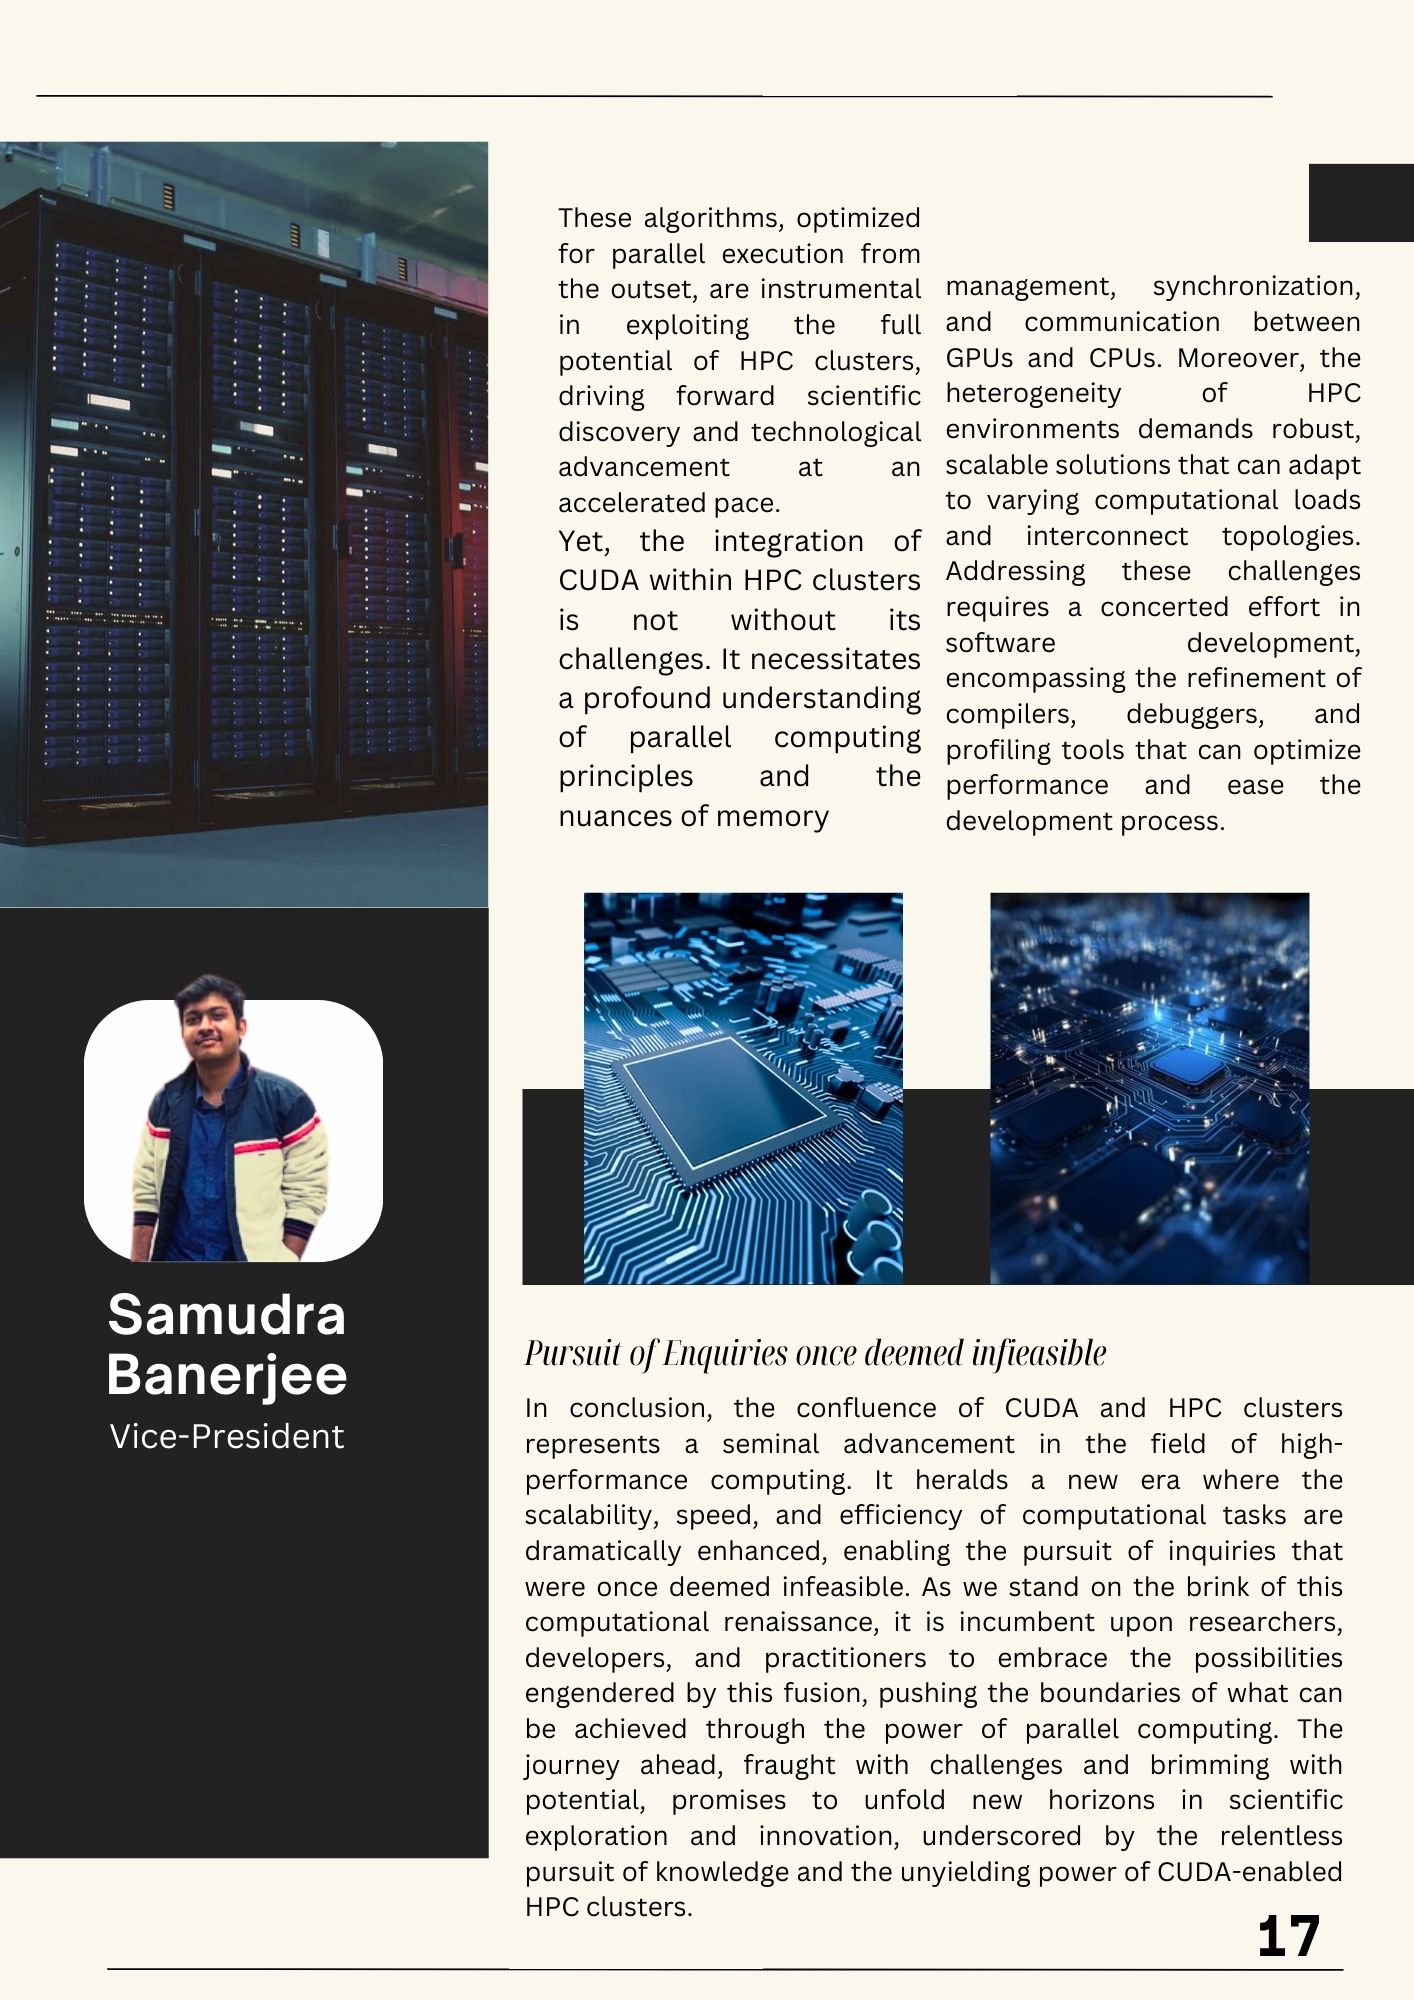 These algorithms, optimized
for parallel execution from
the outset, are instrumental
in exploiting the full
potential of HPC clusters,
driving forward scientific
discovery and technological
advancement at an
accelerated pace.
Yet, the integration of
CUDA within HPC clusters
is not without its
challenges. It necessitates
a profound understanding
of parallel computing
principles and the
nuances of memory
management, synchronization,
and communication between
GPUs and CPUs. Moreover, the
heterogeneity of HPC
environments demands robust,
scalable solutions that can adapt
to varying computational loads
and interconnect topologies.
Addressing these challenges
requires a concerted effort in
software development,
encompassing the refinement of
compilers, debuggers, and
profiling tools that can optimize
performance and ease the
development process.
Samudra
Banerjee
Vice-President
Pursuit of Enquiries once deemed infieasible
In conclusion, the confluence of CUDA and HPC clusters
represents a seminal advancement in the field of high-
performance computing. It heralds a new era where the
scalability, speed, and efficiency of computational tasks are
dramatically enhanced, enabling the pursuit of inquiries that
were once deemed infeasible. As we stand on the brink of this
computational renaissance, it is incumbent upon researchers,
developers, and practitioners to embrace the possibilities
engendered by this fusion, pushing the boundaries of what can
be achieved through the power of parallel computing. The
journey ahead, fraught with challenges and brimming with
potential, promises to unfold new horizons in scientific
exploration and innovation, underscored by the relentless
pursuit of knowledge and the unyielding power of CUDA-enabled
HPC clusters.
17